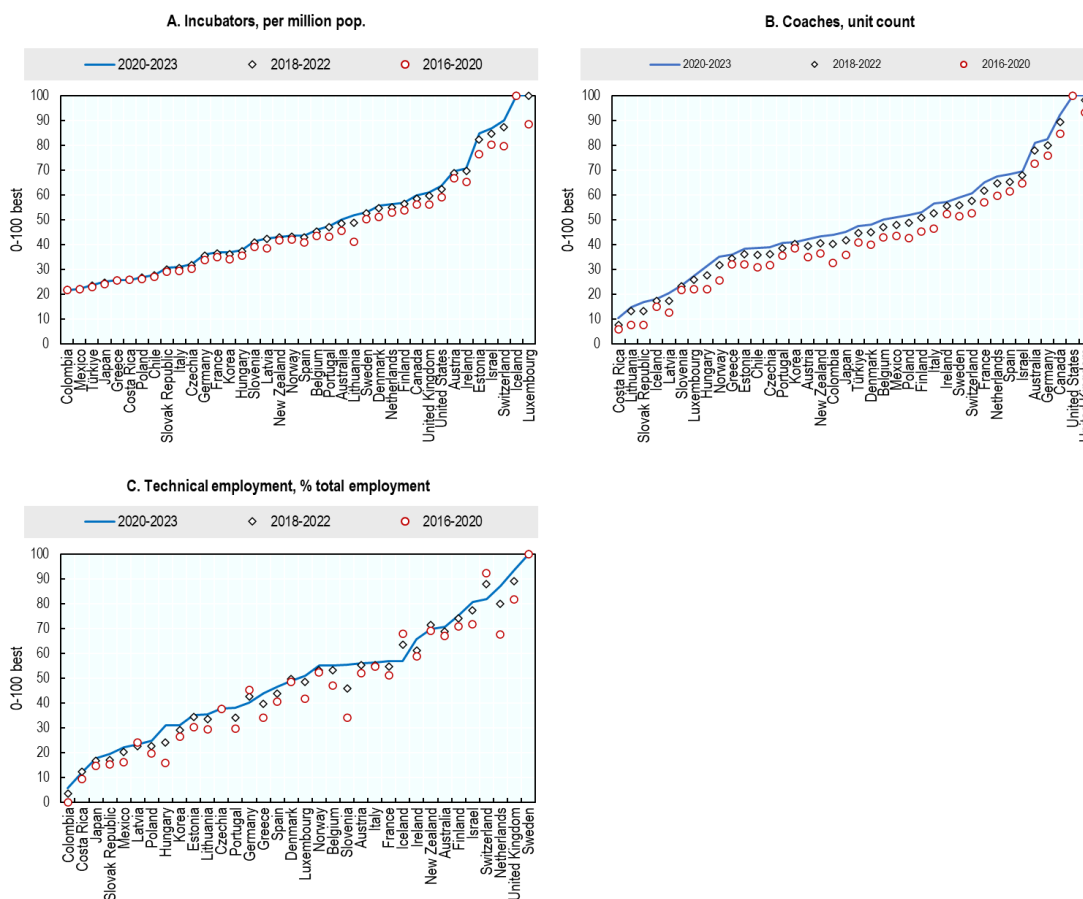 A. Incubators, per million pop.
2020-2023 2018-2022 2016-2020
0-100 best
100
90
80
70
60
50
40
30
20
10
0
Colombia
Mexico
Türkiye
Japan
Greece
Costa Rica
Poland
Chile
Slovak Republic
Italy
Czechia
Germany
France
Korea
Hungary
Slovenia
Latvia
New Zealand
Norway
Spain
Belgium
Portugal
Australia
Lithuania
Sweden
Denmark
Netherlands
Finland
Canada
United Kingdom
United States
Austria
Ireland
Estonia
Israel
Switzerland
Iceland
Luxembourg
B. Coaches, unit count
2020-2023 2018-2022 2016-2020
0-100 best
100
90
80
70
60
50
40
30
20
10
0
Costa Rica
Lithuania
Slovak Republic
Iceland
Latvia
Slovenia
Luxembourg
Hungary
Norway
Greece
Estonia
Chile
Czechia
Portugal
Korea
Austria
New Zealand
Colombia
Japan
Türkiye
Denmark
Belgium
Mexico
Poland
Finland
Italy
Ireland
Sweden
Switzerland
France
Netherlands
Spain
Israel
Australia
Germany
Canada
United States
C. Technical employment, % total employment
2020-2023 2018-2022 2016-2020
0-100 best
100
90
80
70
60
50
40
30
20
10
0
Colombia
Costa Rica
Japan
Slovak Republic
Mexico
Latvia
Poland
Hungary
Korea
Estonia
Lithuania
Czechia
Portugal
Germany
Greece
Spain
Denmark
Luxembourg
Norway
Belgium
Slovenia
Austria
Italy
France
Iceland
Ireland
New Zealand
Australia
Finland
Israel
Switzerland
Netherlands
United Kingdom
Sweden